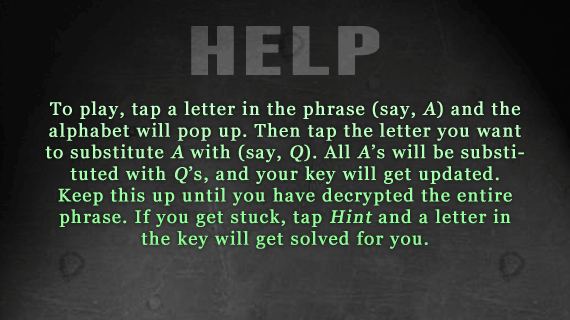 HELP
To play, tap a letter in the phrase (say, A) and the
alphabet will pop up. Then tap the letter you want
to substitute A with (say, Q). All A's will be substi-
tuted with Q's, and your key will get updated.
Keep this up until you have decrypted the entire
phrase. If you get stuck, tap Hint and a letter in
the key will get solved for you.